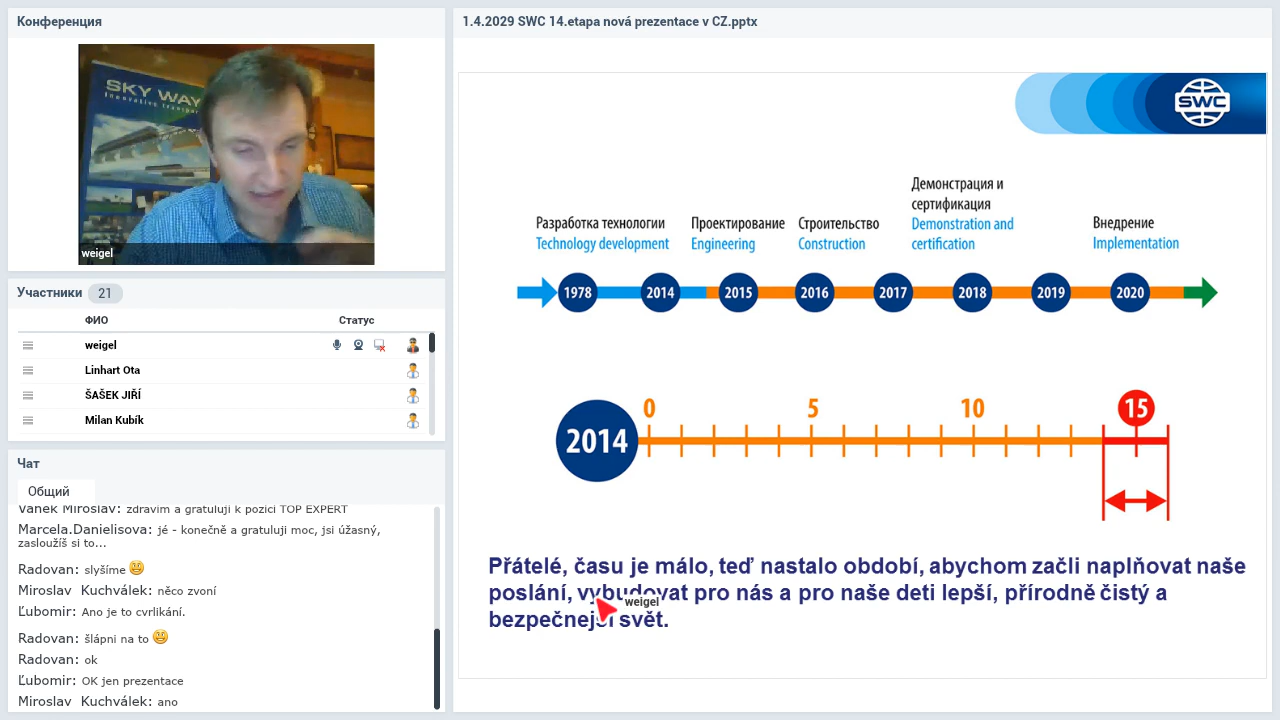 Конференция
SKY WAY
weigel
Участники 21
ФИО Статус
weigel
Linhart Ota
ŠAŠEK JIŘÍ
Milan Kubík
Чат
Общий
Vaněk Miroslav: zdravím a gratuluji k pozici TOP EXPERT
Marcela.Danielisova: jé - konečně a gratuluji moc, jsi úžasný,
zasloužíš si to...
Radovan: slyšíme
Miroslav Kuchválek: něco zvoní
Ľubomir: Ano je to cvrlikání.
Radovan: šlápni na to
Radovan: ok
Ľubomir: OK jen prezentace
Miroslav Kuchválek: ano
1.4.2029 SWC 14.etapa nová prezentace v CZ.pptx
SWC
Разработка технологии
Technology development
Проектирование
Engineering
Строительство
Construction
Демонстрация и
сертификация
Demonstration and
certification
Внедрение
Implementation
1978 2014 2015 2016 2017 2018 2019 2020
0 5 10 15
2014
Přátelé, času je málo, teď nastalo období, abychom začli naplňovat naše
poslání, vybudovat pro nás a pro naše deti lepší, přírodně čistý a
bezpečnejší svět.
weigel